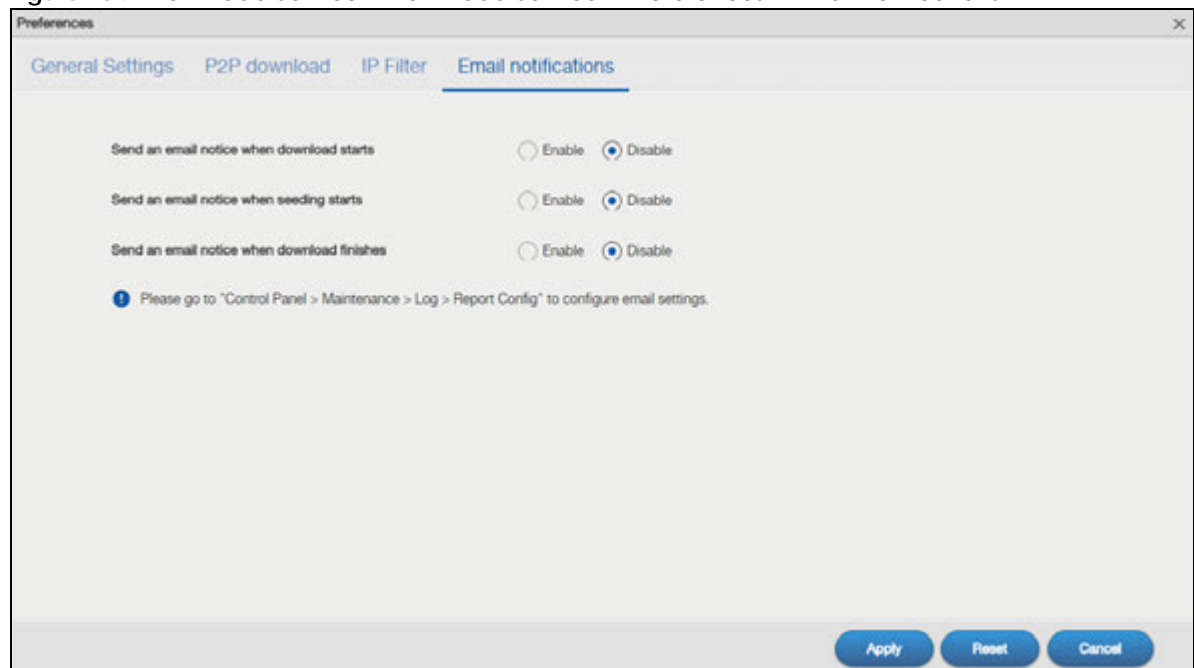 Preferences
General Settings P2P download IP Filter Email notifications
Send an email notice when download starts Enable Disable
Send an email notice when seeding starts Enable Disable
Send an email notice when download finishes Enable Disable
Please go to "Control Panel > Maintenance > Log > Report Config" to configure email settings.
Apply Reset Cancel